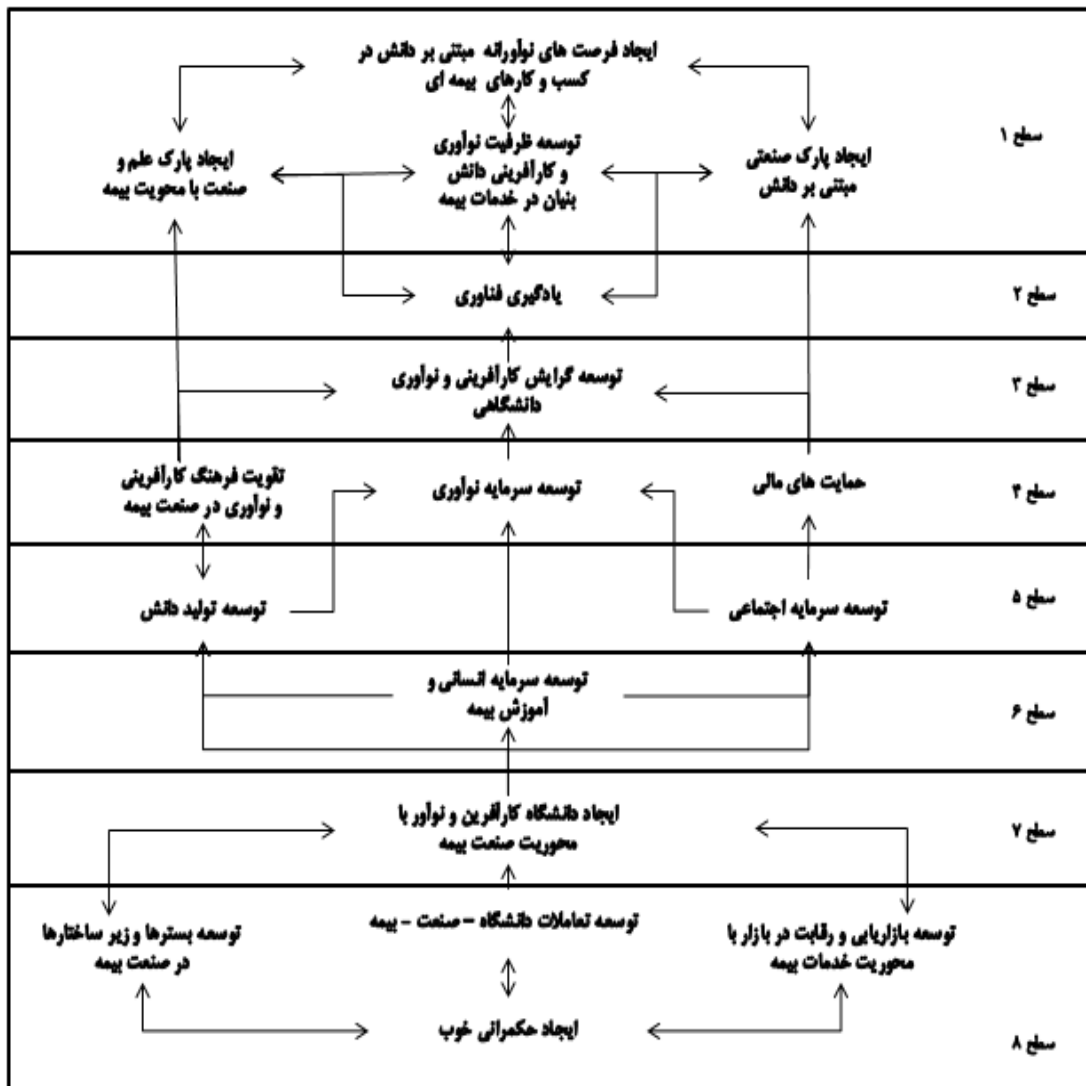 ایجاد فرصت های نوآورانه مبتنی بر دانش در
کسب و کارهای بیمه ای
سطح ۱
ایجاد پارک صنعتی
مبتنی بر دانش
توسعه ظرفیت نوآوری
و کارآفرینی دانش
بنیان در خدمات بیمه
ایجاد پارک علم و
صنعت با محویت بیمه
سطح ۲
یادگیری فناوری
سطح ۳
توسعه گرایش کارآفرینی و نوآوری
دانشگاهی
سطح ۴
حمایت های مالی
توسعه سرمایه نوآوری
تقویت فرهنگ کارآفرینی
و نوآوری در صنعت بیمه
سطح ۵
توسعه سرمایه اجتماعی
توسعه تولید دانش
سطح ۶
توسعه سرمایه انسانی و
آموزش بیمه
سطح ۷
ایجاد دانشگاه کارآفرین و نوآور با
محوریت صنعت بیمه
سطح ۸
توسعه تعاملات دانشگاه – صنعت – بیمه
توسعه بازاریابی و رقابت در بازار با
محوریت خدمات بیمه
توسعه بسترها و زیر ساختارها
در صنعت بیمه
ایجاد حکمرانی خوب